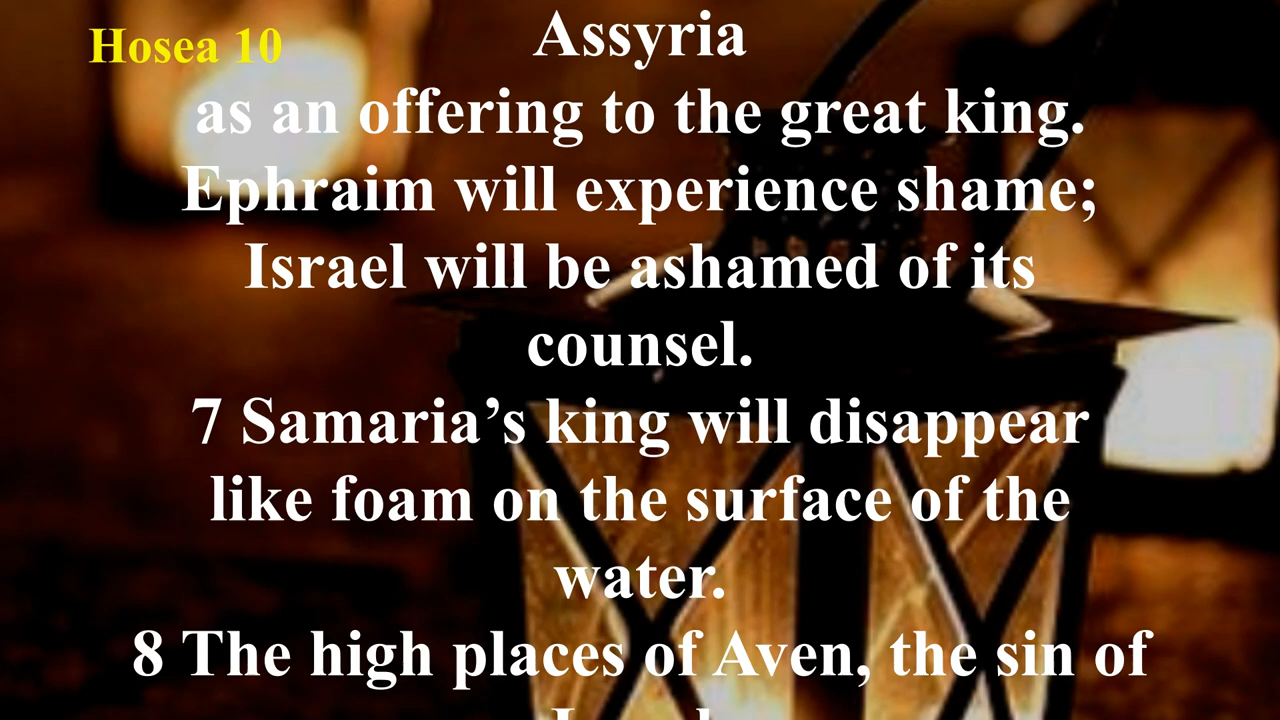 Hosea 10
Assyria
as an offering to the great king.
Ephraim will experience shame;
Israel will be ashamed of its
counsel.
7 Samaria’s king will disappear
like foam on the surface of the
water.
8 The high places of Aven, the sin of